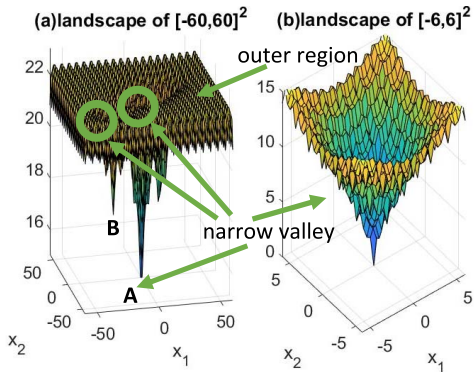 (a)landscape of [-60,60]²
(b)landscape of [-6,6]²
outer region
22
20
18
16
B
A
narrow valley
50
0
-50
x₂
-50
0
50
x₁
15
10
5
0
5
0
-5
x₂
-5
0
5
x₁